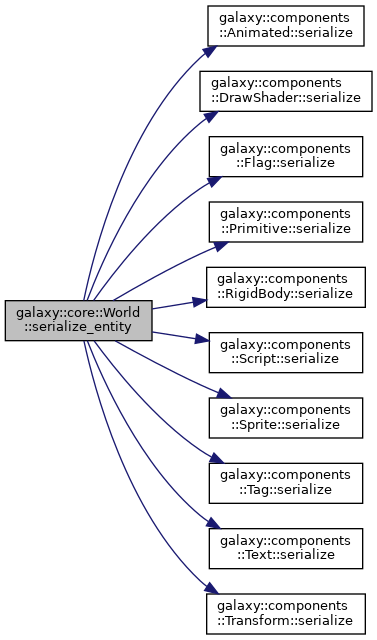 galaxy::components
::Animated::serialize
galaxy::components
::DrawShader::serialize
galaxy::components
::Flag::serialize
galaxy::components
::Primitive::serialize
galaxy::components
::RigidBody::serialize
galaxy::core::World
::serialize_entity
galaxy::components
::Script::serialize
galaxy::components
::Sprite::serialize
galaxy::components
::Tag::serialize
galaxy::components
::Text::serialize
galaxy::components
::Transform::serialize